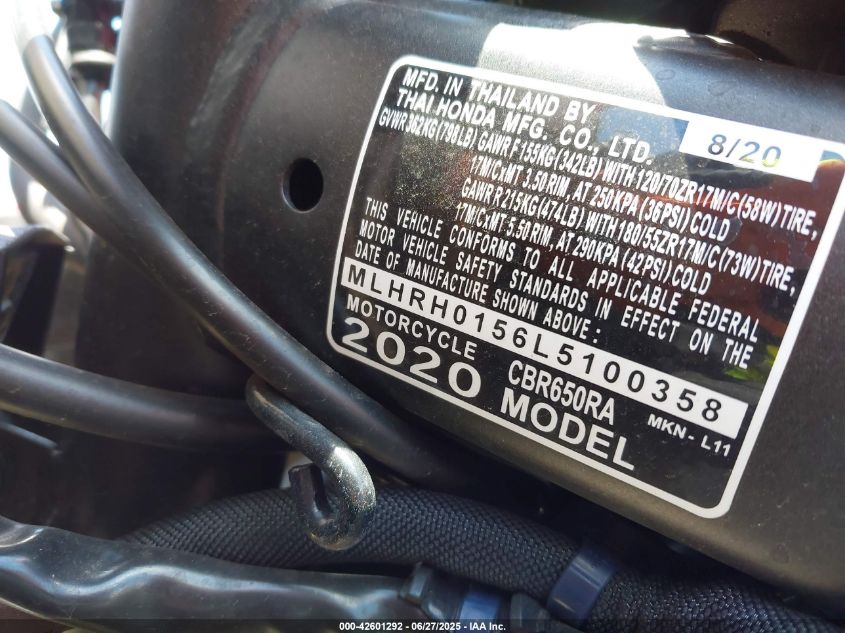 MFD. IN THAILAND BY
THAI HONDA MFG. CO., LTD.
8/20
GVWR 362KG(798LB) GAWR F 155KG(342LB) WITH 120/70ZR17M/C(58W)TIRE,
17M/CxMT 3.50 RIM, AT 250KPA (36PSI) COLD
GAWR R 215KG(474LB) WITH 180/55ZR17M/C(73W)TIRE,
17M/CxMT 5.50 RIM, AT 290KPA (42PSI) COLD
THIS VEHICLE CONFORMS TO ALL APPLICABLE FEDERAL
MOTOR VEHICLE SAFETY STANDARDS IN EFFECT ON THE
DATE OF MANUFACTURE SHOWN ABOVE:
MLHRH0156L5100358
MOTORCYCLE CBR650RA MKN-L11
2020 MODEL
000-42601292 - 06/27/2025 - IAA, Inc.